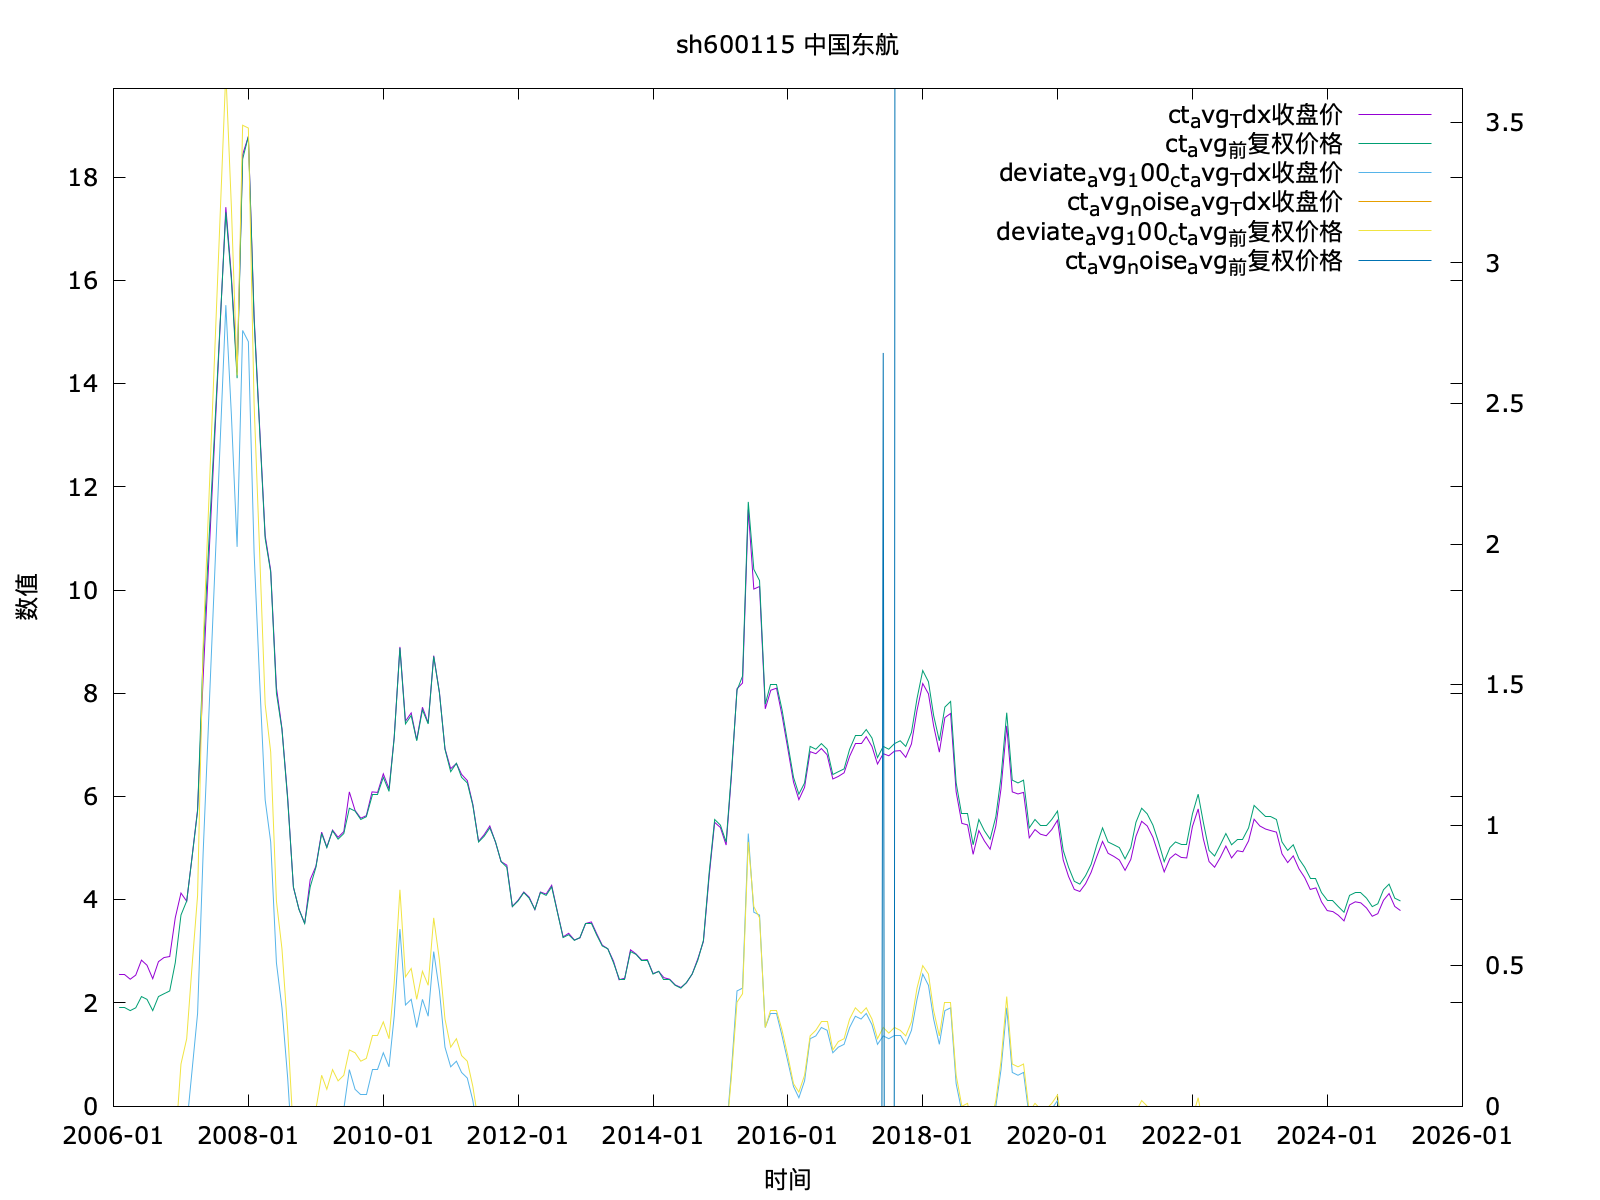 sh600115 中国东航
ct_avg_Tdx收盘价
ct_avg_前复权价格
deviate_avg_100_ct_avg_Tdx收盘价
ct_avg_noise_avg_Tdx收盘价
deviate_avg_100_ct_avg_前复权价格
ct_avg_noise_avg_前复权价格
18
16
14
12
10
8
6
4
2
0
3.5
3
2.5
2
1.5
1
0.5
0
数值
2006-01 2008-01 2010-01 2012-01 2014-01 2016-01 2018-01 2020-01 2022-01 2024-01 2026-01
时间